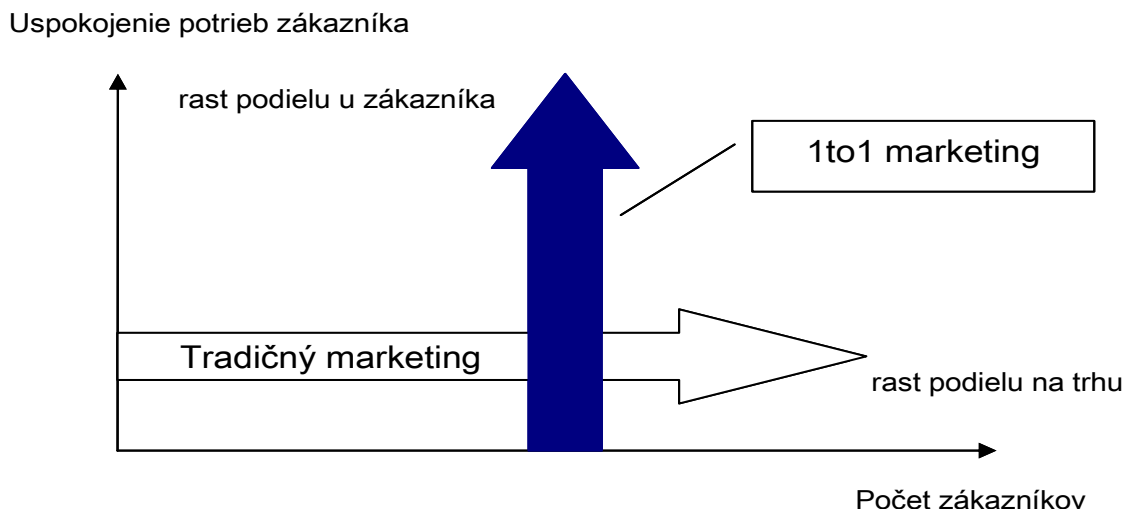 Uspokojenie potrieb zákazníka
rast podielu u zákazníka
1to1 marketing
Tradičný marketing
rast podielu na trhu
Počet zákazníkov